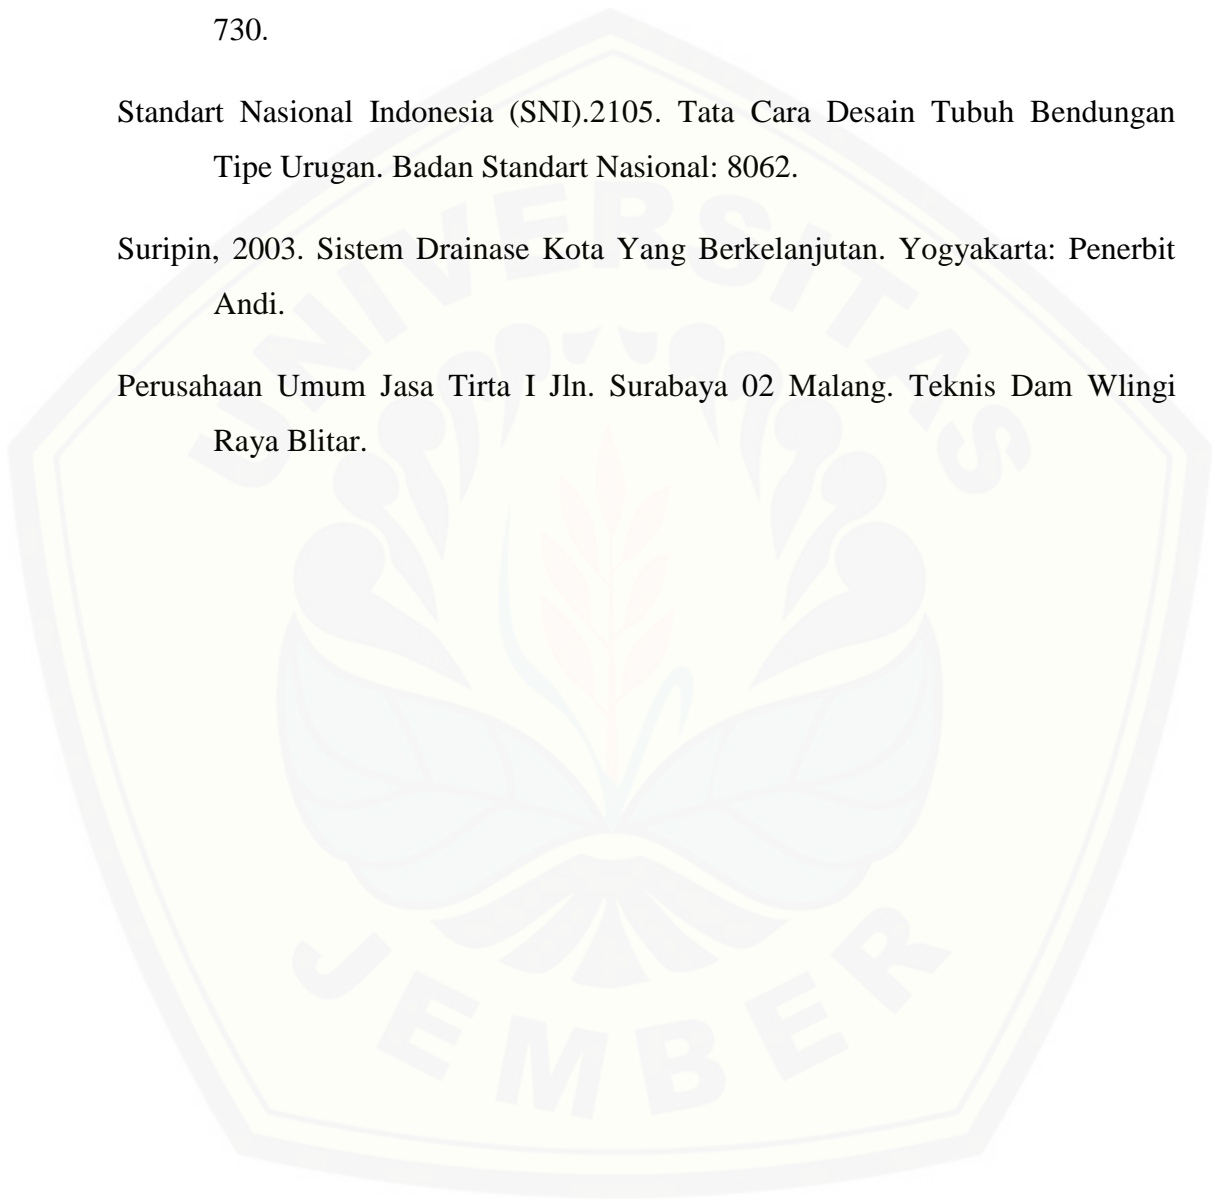 730.
Standart Nasional Indonesia (SNI).2105. Tata Cara Desain Tubuh Bendungan
Tipe Urugan. Badan Standart Nasional: 8062.
Suripin, 2003. Sistem Drainase Kota Yang Berkelanjutan. Yogyakarta: Penerbit
Andi.
Perusahaan Umum Jasa Tirta I Jln. Surabaya 02 Malang. Teknis Dam Wlingi
Raya Blitar.
UNIVERSITAS
JEMBER